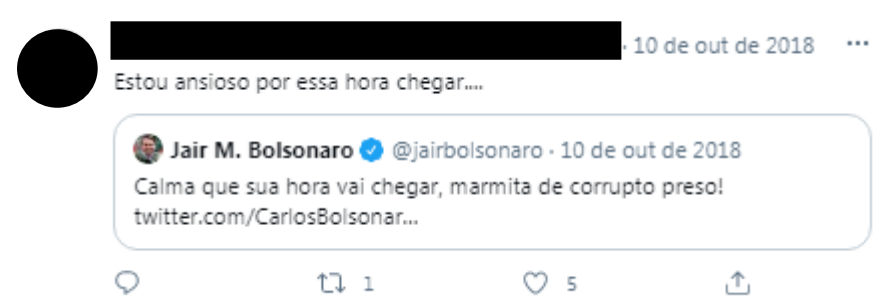 · 10 de out de 2018 ···
Estou ansioso por essa hora chegar....
Jair M. Bolsonaro @jairbolsonaro · 10 de out de 2018
Calma que sua hora vai chegar, marmita de corrupto preso!
twitter.com/CarlosBolsonar...
1 5